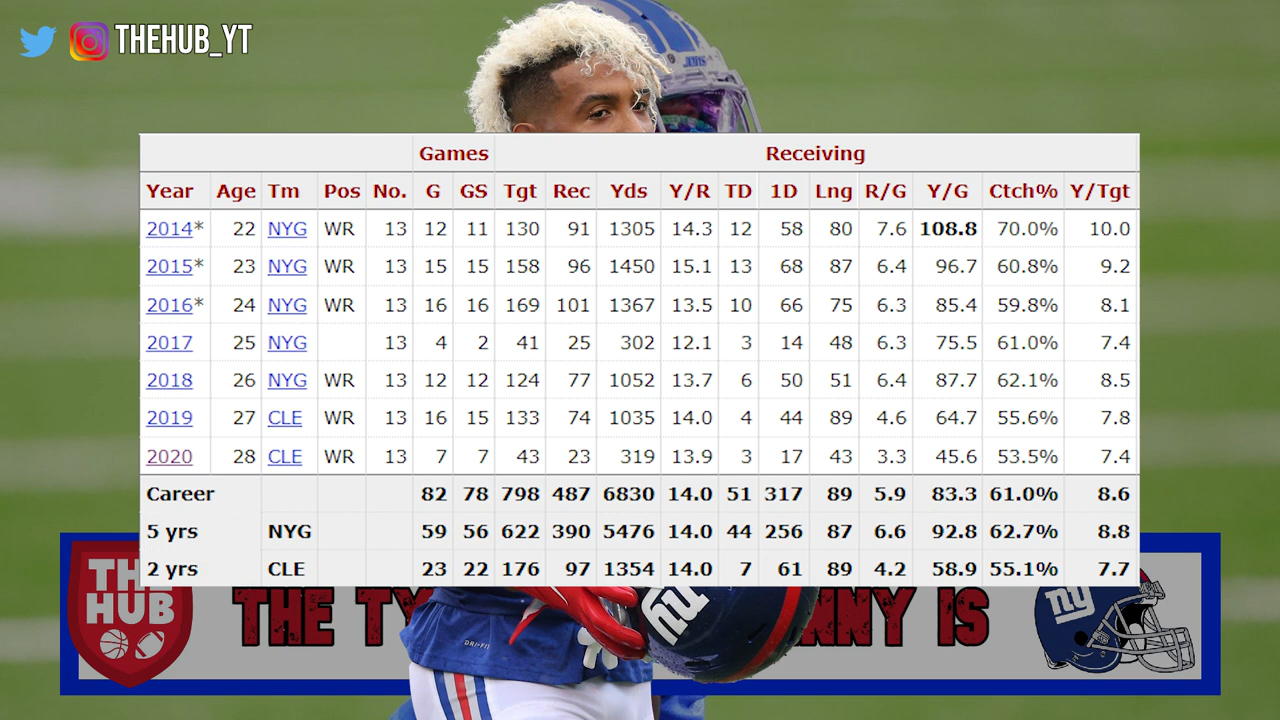 THEHUB_YT
Games Receiving
Year Age Tm Pos No. G GS Tgt Rec Yds Y/R TD 1D Lng R/G Y/G Ctch% Y/Tgt
2014* 22 NYG WR 13 12 11 130 91 1305 14.3 12 58 80 7.6 108.8 70.0% 10.0
2015* 23 NYG WR 13 15 15 158 96 1450 15.1 13 68 87 6.4 96.7 60.8% 9.2
2016* 24 NYG WR 13 16 16 169 101 1367 13.5 10 66 75 6.3 85.4 59.8% 8.1
2017 25 NYG 13 4 2 41 25 302 12.1 3 14 48 6.3 75.5 61.0% 7.4
2018 26 NYG WR 13 12 12 124 77 1052 13.7 6 50 51 6.4 87.7 62.1% 8.5
2019 27 CLE WR 13 16 15 133 74 1035 14.0 4 44 89 4.6 64.7 55.6% 7.8
2020 28 CLE WR 13 7 7 43 23 319 13.9 3 17 43 3.3 45.6 53.5% 7.4
Career 82 78 798 487 6830 14.0 51 317 89 5.9 83.3 61.0% 8.6
5 yrs NYG 59 56 622 390 5476 14.0 44 256 87 6.6 92.8 62.7% 8.8
2 yrs CLE 23 22 176 97 1354 14.0 7 61 89 4.2 58.9 55.1% 7.7
HUB
THE IS
ny
ny
DRI-FIT